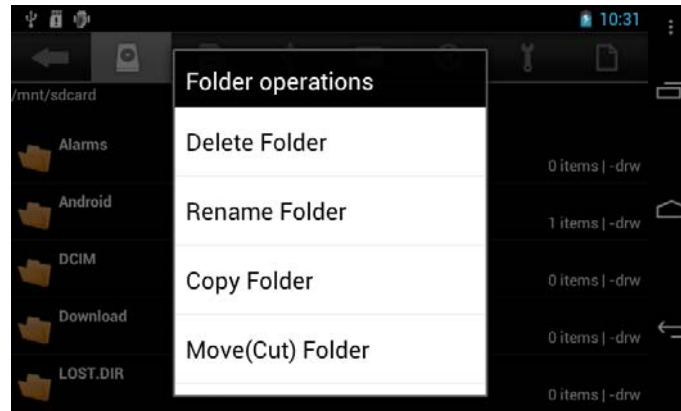 10:31
/mnt/sdcard
Folder operations
Alarms
Delete Folder
0 items | -drw
Android
Rename Folder
1 items | -drw
DCIM
Copy Folder
0 items | -drw
Download
Move(Cut) Folder
0 items | -drw
LOST.DIR
0 items | -drw